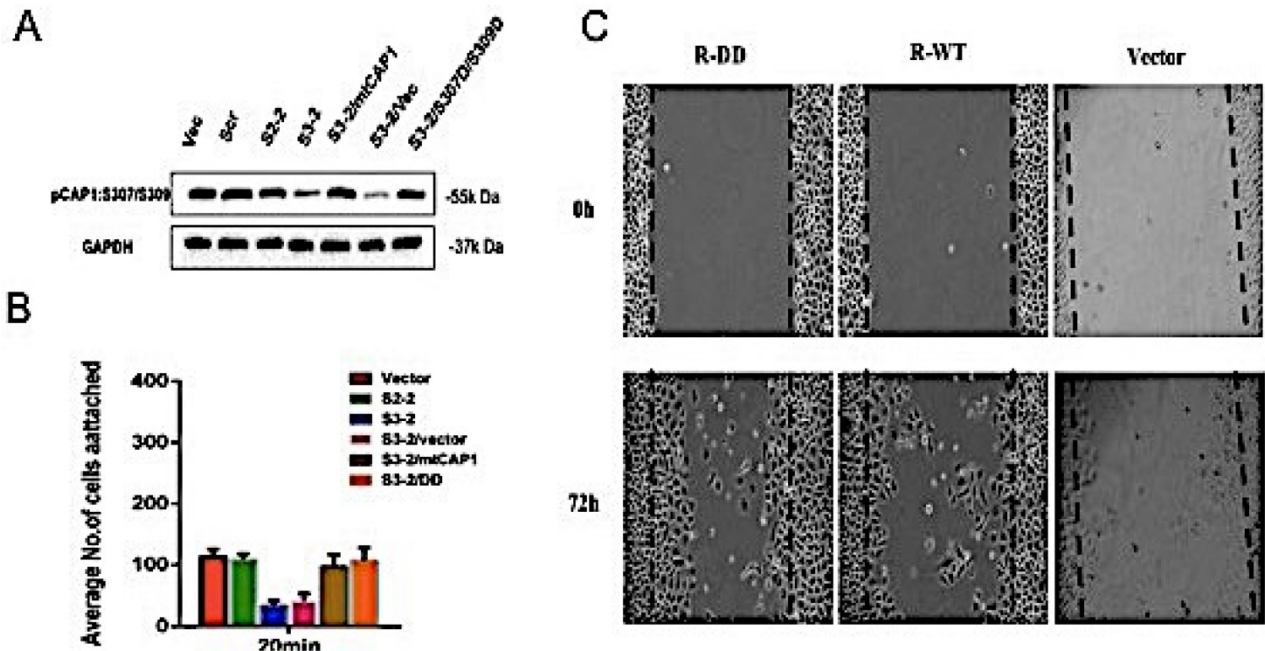 A
Vec
Scr
S2-2
S3-2
S3-2/mtCAP1
S3-2/Vec
S3-2/S307D/S309D
pCAP1:S307/S309
-55k Da
GAPDH
-37k Da
B
Average No.of cells aattached
400
300
200
100
0
20min
Vector
S2-2
S3-2
S3-2/vector
S3-2/mtCAP1
S3-2/DD
C
R-DD
R-WT
Vector
0h
72h